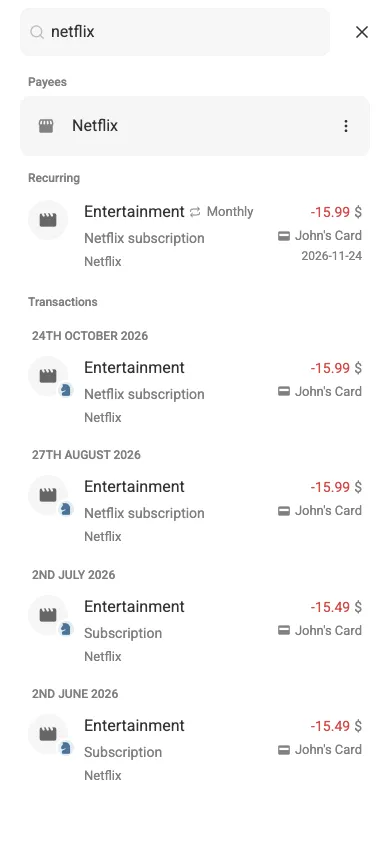 netflix
Payees
Netflix
Recurring
Entertainment Monthly -15.99 $
Netflix subscription John's Card
Netflix 2026-11-24
Transactions
24TH OCTOBER 2026
Entertainment -15.99 $
Netflix subscription John's Card
Netflix
27TH AUGUST 2026
Entertainment -15.99 $
Netflix subscription John's Card
Netflix
2ND JULY 2026
Entertainment -15.49 $
Subscription John's Card
Netflix
2ND JUNE 2026
Entertainment -15.49 $
Subscription John's Card
Netflix